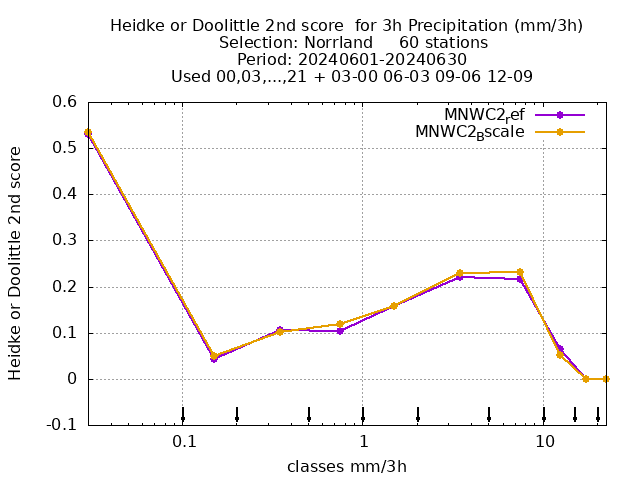 Heidke or Doolittle 2nd score  for 3h Precipitation (mm/3h)
Selection: Norrland     60 stations
Period: 20240601-20240630
Used 00,03,...,21 + 03-00 06-03 09-06 12-09
MNWC2_ref
MNWC2_Bscale
0.6
0.5
0.4
0.3
0.2
0.1
0
-0.1
Heidke or Doolittle 2nd score
0.1
1
10
classes mm/3h